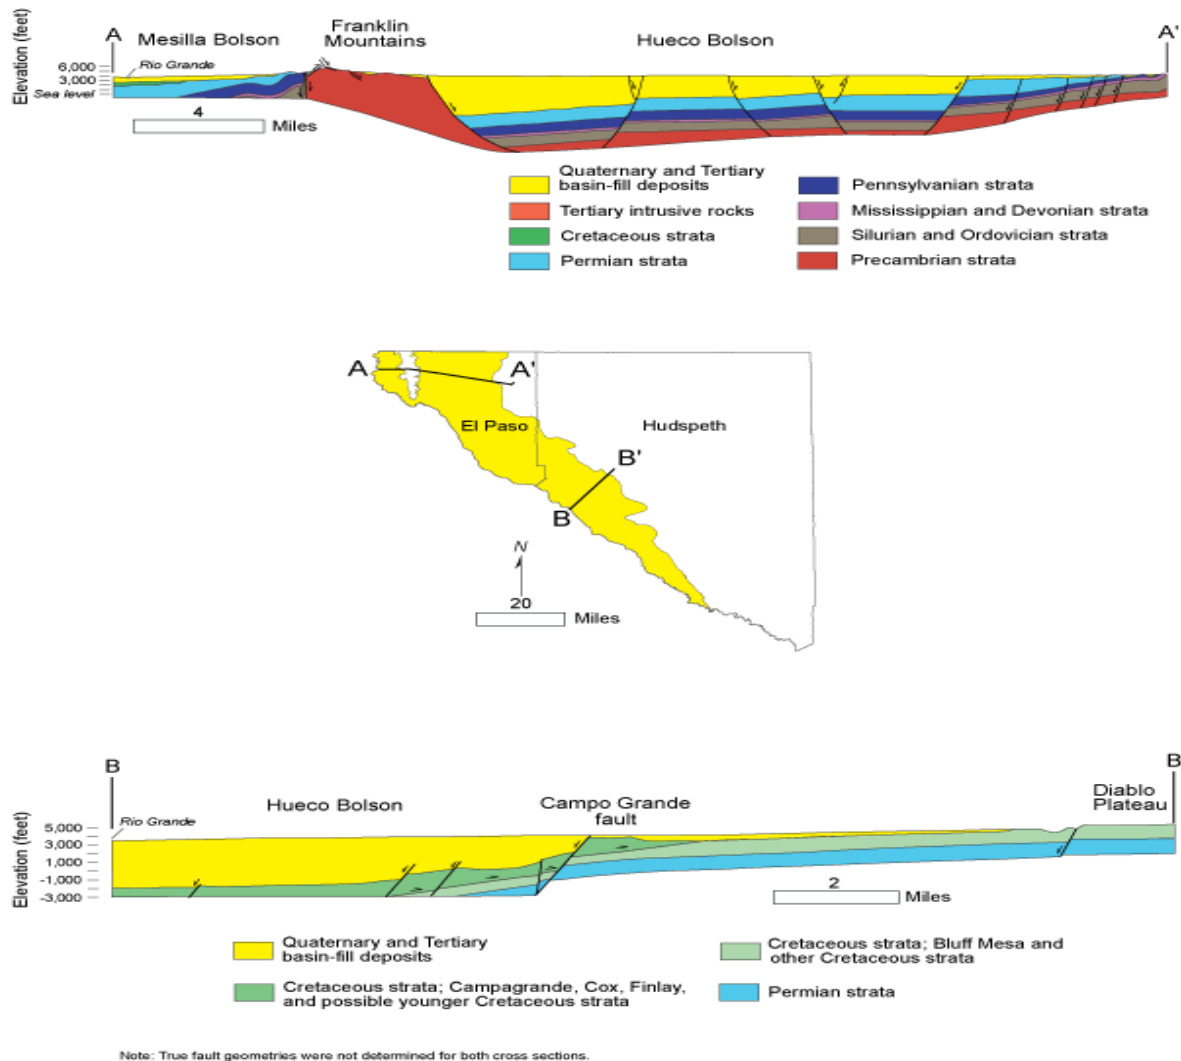 Elevation (feet)
A
Mesilla Bolson
Franklin
Mountains
Hueco Bolson
A'
6,000
3,000
Sea level
Rio Grande
4
Miles
Quaternary and Tertiary
basin-fill deposits
Tertiary intrusive rocks
Cretaceous strata
Permian strata
Pennsylvanian strata
Mississippian and Devonian strata
Silurian and Ordovician strata
Precambrian strata
A
A'
El Paso
Hudspeth
B'
B
N
20
Miles
Elevation (feet)
B
Hueco Bolson
Campo Grande
fault
Diablo
Plateau
B
5,000
3,000
1,000
-1,000
-3,000
Rio Grande
2
Miles
Quaternary and Tertiary
basin-fill deposits
Cretaceous strata; Campagrande, Cox, Finlay,
and possible younger Cretaceous strata
Cretaceous strata; Bluff Mesa and
other Cretaceous strata
Permian strata
Note: True fault geometries were not determined for both cross sections.